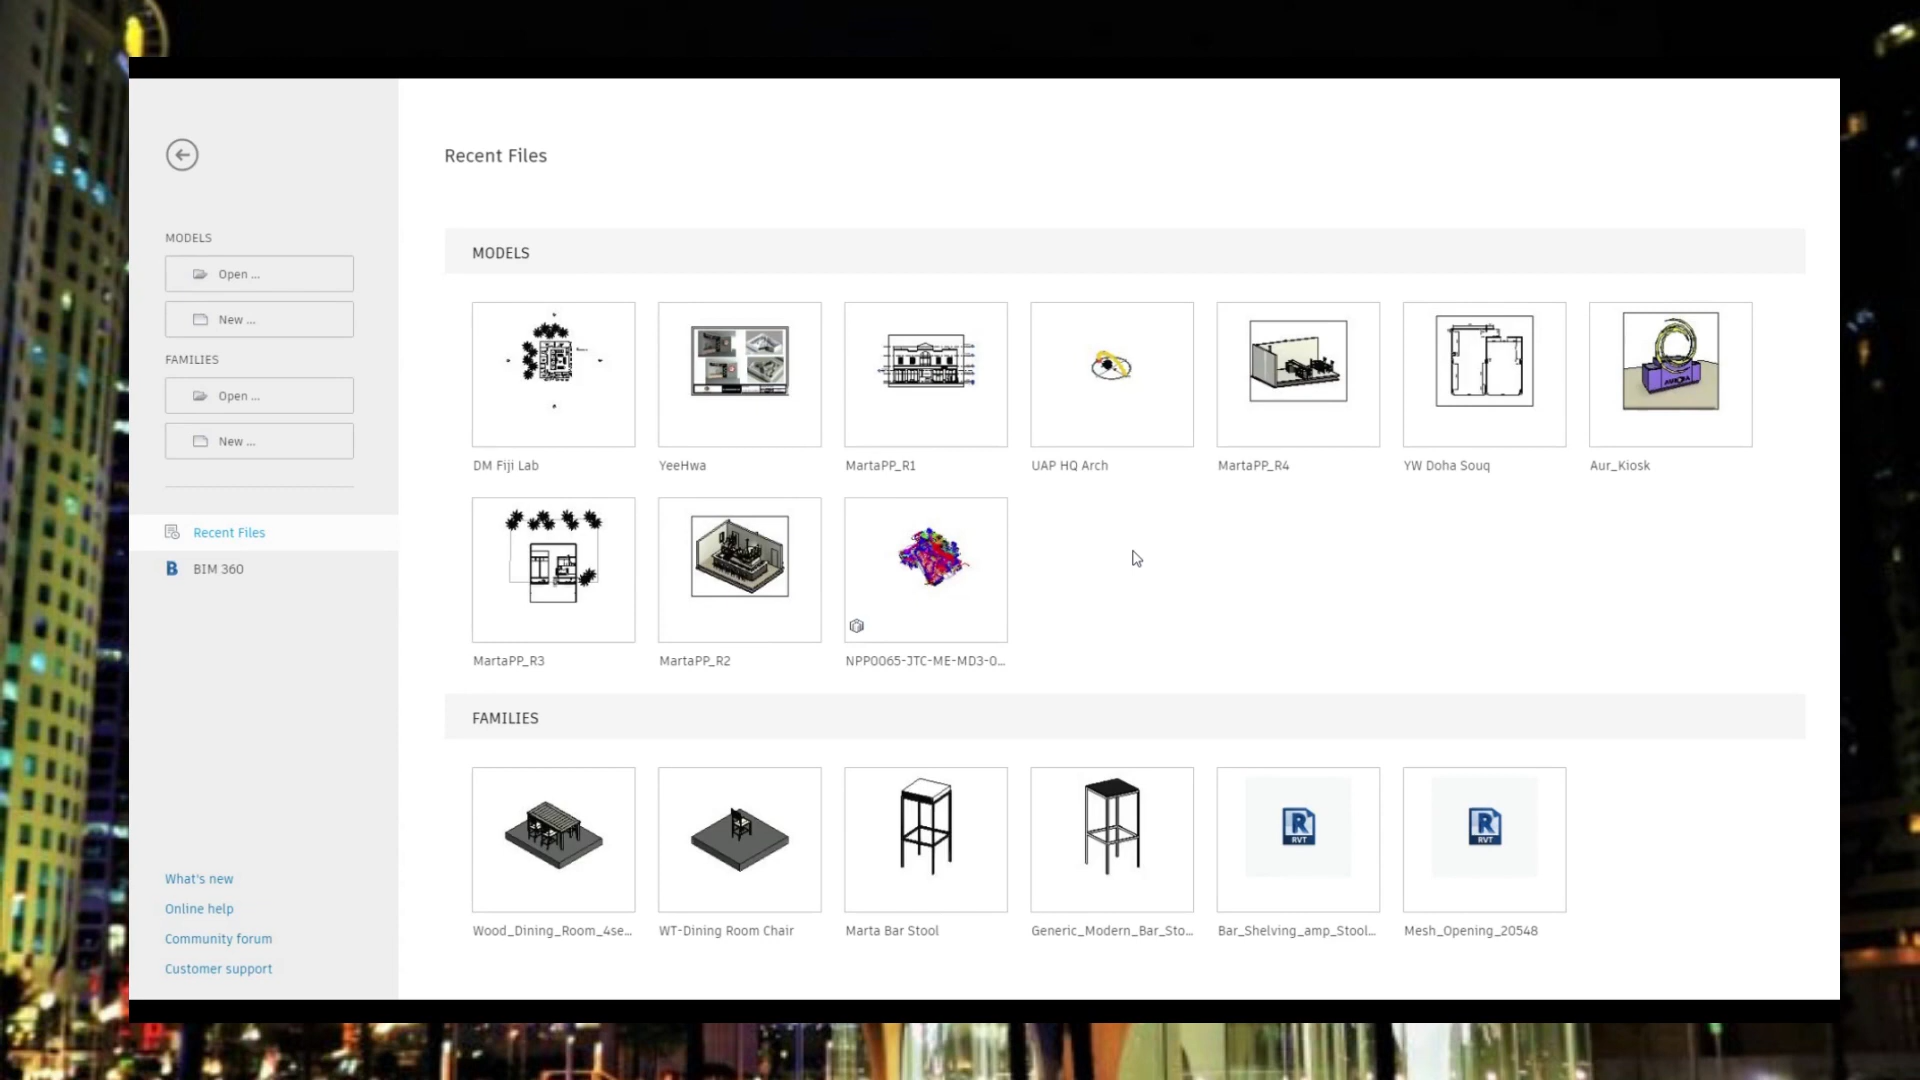 Recent Files
MODELS
Open ...
New ...
FAMILIES
Open ...
New ...
Recent Files
BIM 360
What's new
Online help
Community forum
Customer support
MODELS
DM Fiji Lab
YeeHwa
MartaPP_R1
UAP HQ Arch
MartaPP_R4
YW Doha Souq
Aur_Kiosk
MartaPP_R3
MartaPP_R2
NPP0065-JTC-ME-MD3-0...
FAMILIES
Wood_Dining_Room_4se...
WT-Dining Room Chair
Marta Bar Stool
Generic_Modern_Bar_Sto...
R
RVT
Bar_Shelving_amp_Stool...
R
RVT
Mesh_Opening_20548